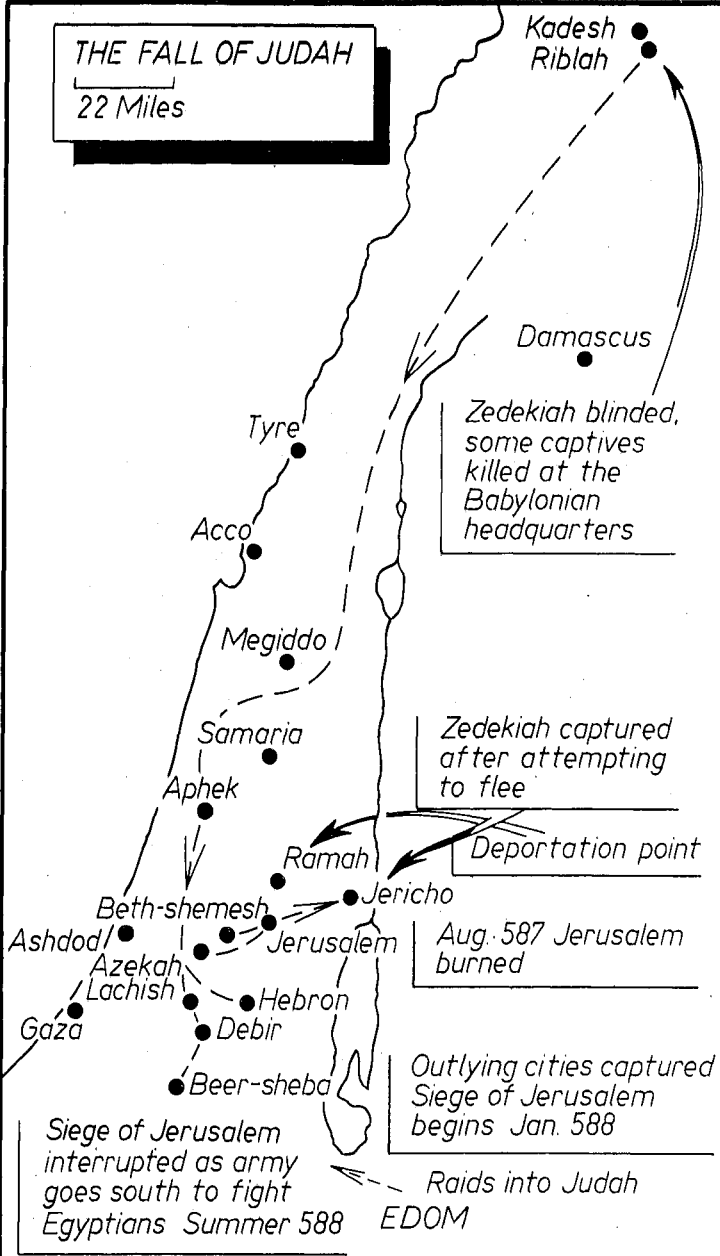 THE FALL OF JUDAH
22 Miles
Kadesh
Riblah
Damascus
Zedekiah blinded,
some captives
killed at the
Babylonian
headquarters
Tyre
Acco
Megiddo
Samaria
Aphek
Zedekiah captured
after attempting
to flee
Deportation point
Ramah
Jericho
Beth-shemesh
Jerusalem
Ashdod
Azekah
Aug. 587 Jerusalem
burned
Lachish
Hebron
Gaza
Debir
Beer-sheba
Outlying cities captured
Siege of Jerusalem
begins Jan. 588
Siege of Jerusalem
interrupted as army
goes south to fight
Egyptians Summer 588
Raids into Judah
EDOM